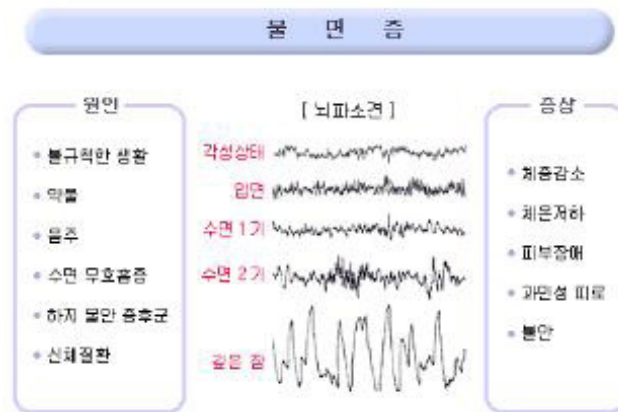 불 면 증
원인
불규칙한 생활
약물
음주
수면 무호흡증
하지 불안 증후군
신체질환
[ 뇌파소견 ]
각성상태
입면
수면 1기
수면 2기
깊은 잠
증상
체중감소
체온저하
피부장애
과민성 피로
불안